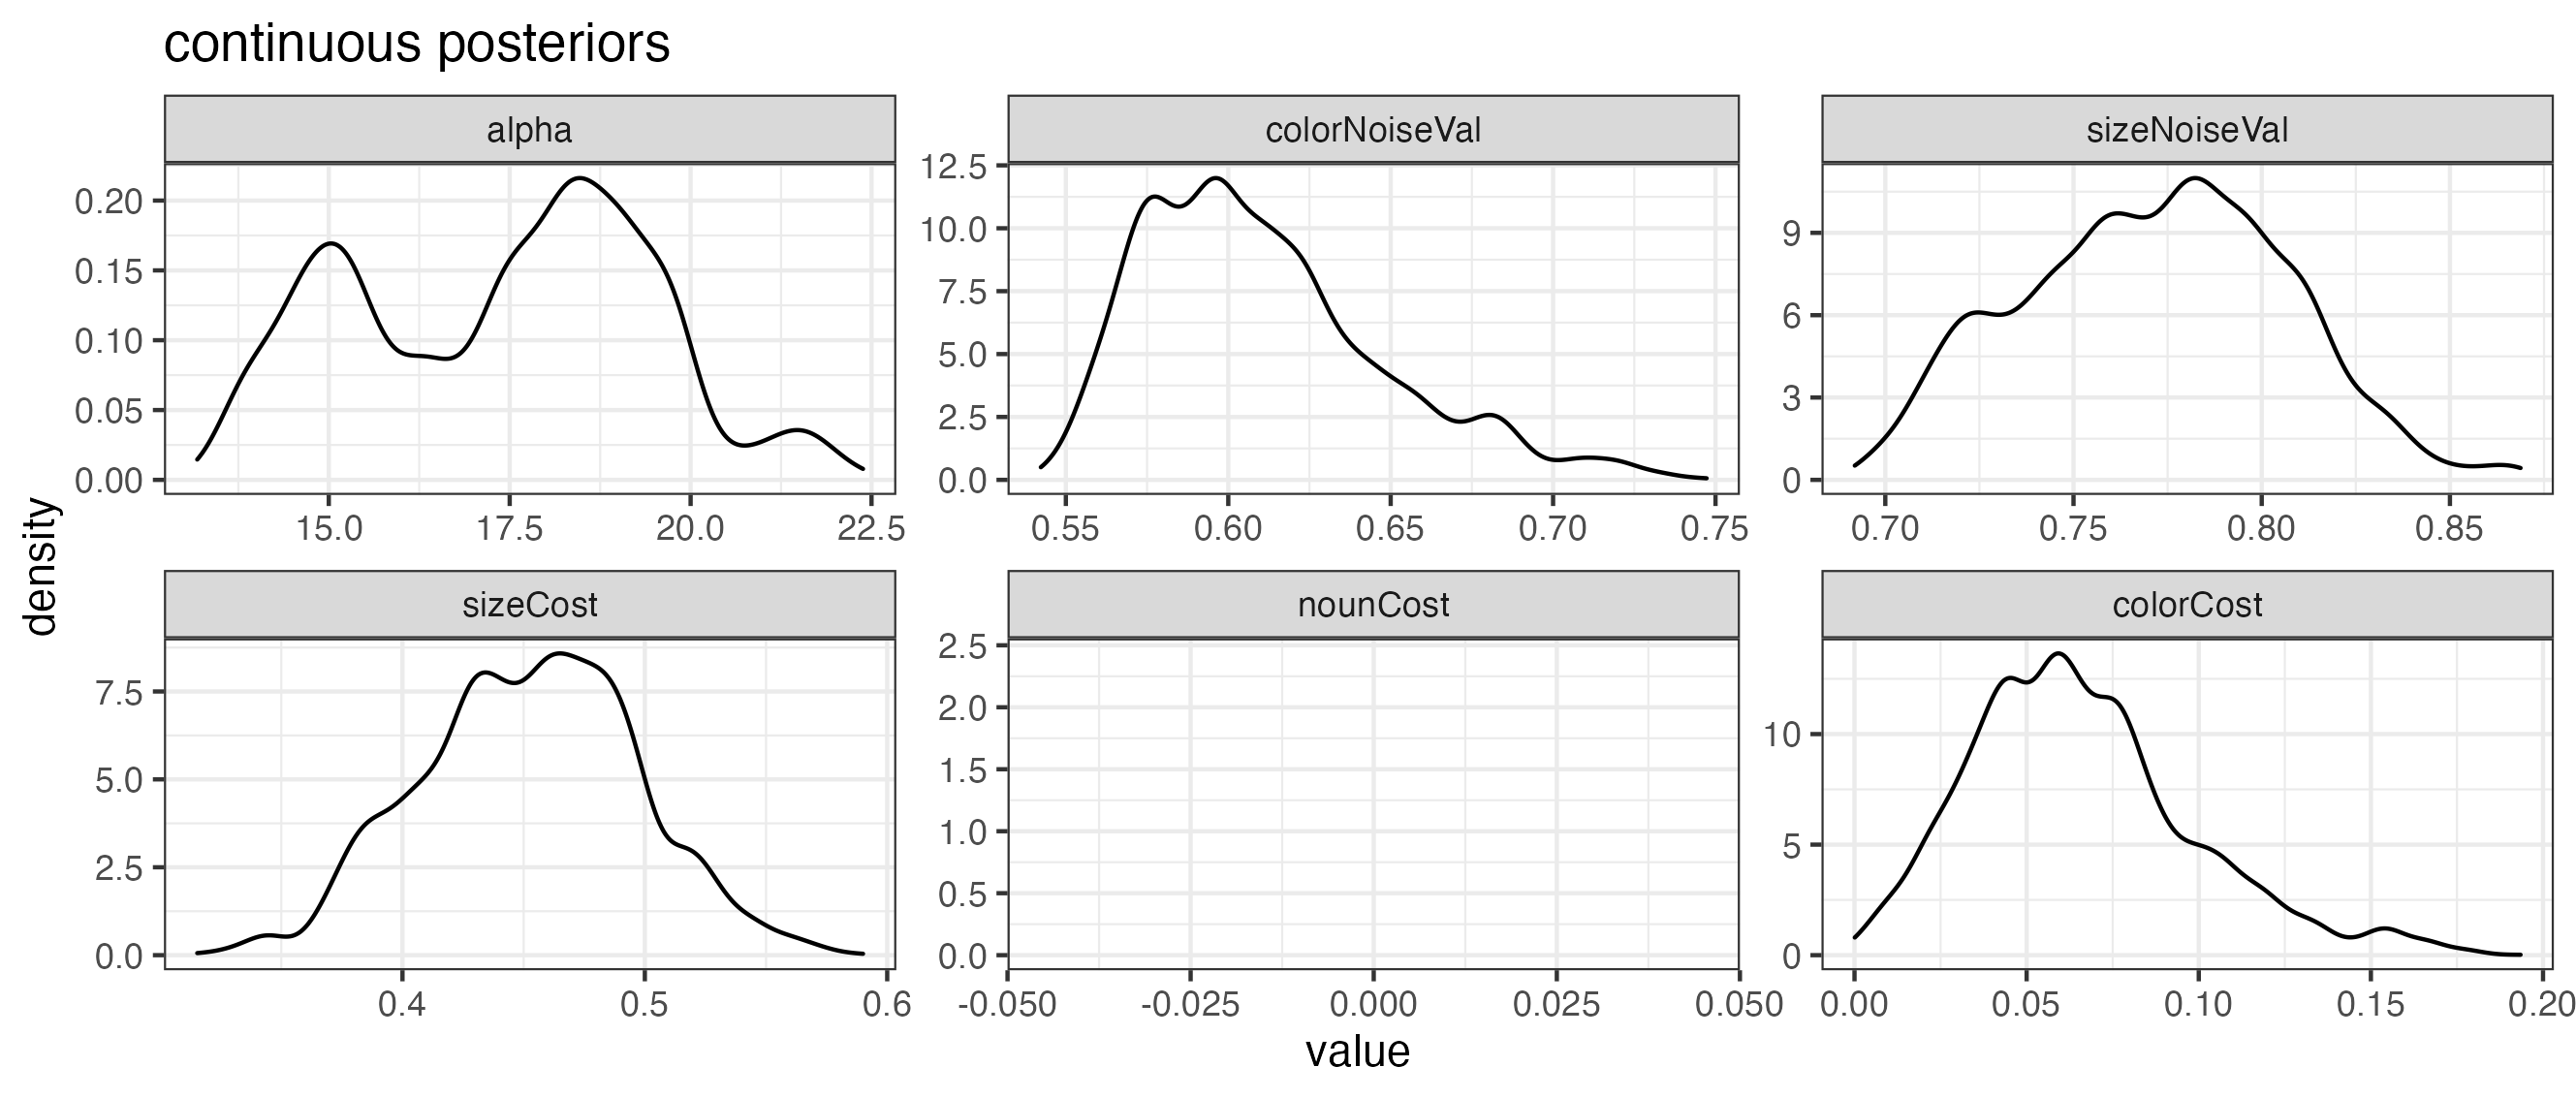 continuous posteriors
alpha
colorNoiseVal
sizeNoiseVal
0.20
0.15
0.10
0.05
0.00
12.5
10.0
7.5
5.0
2.5
0.0
9
6
3
0
15.0 17.5 20.0 22.5
0.55 0.60 0.65 0.70 0.75
0.70 0.75 0.80 0.85
density
sizeCost
nounCost
colorCost
7.5
5.0
2.5
0.0
2.5
2.0
1.5
1.0
0.5
0.0
10
5
0
0.4 0.5 0.6
-0.050 -0.025 0.000 0.025 0.050
0.00 0.05 0.10 0.15 0.20
value